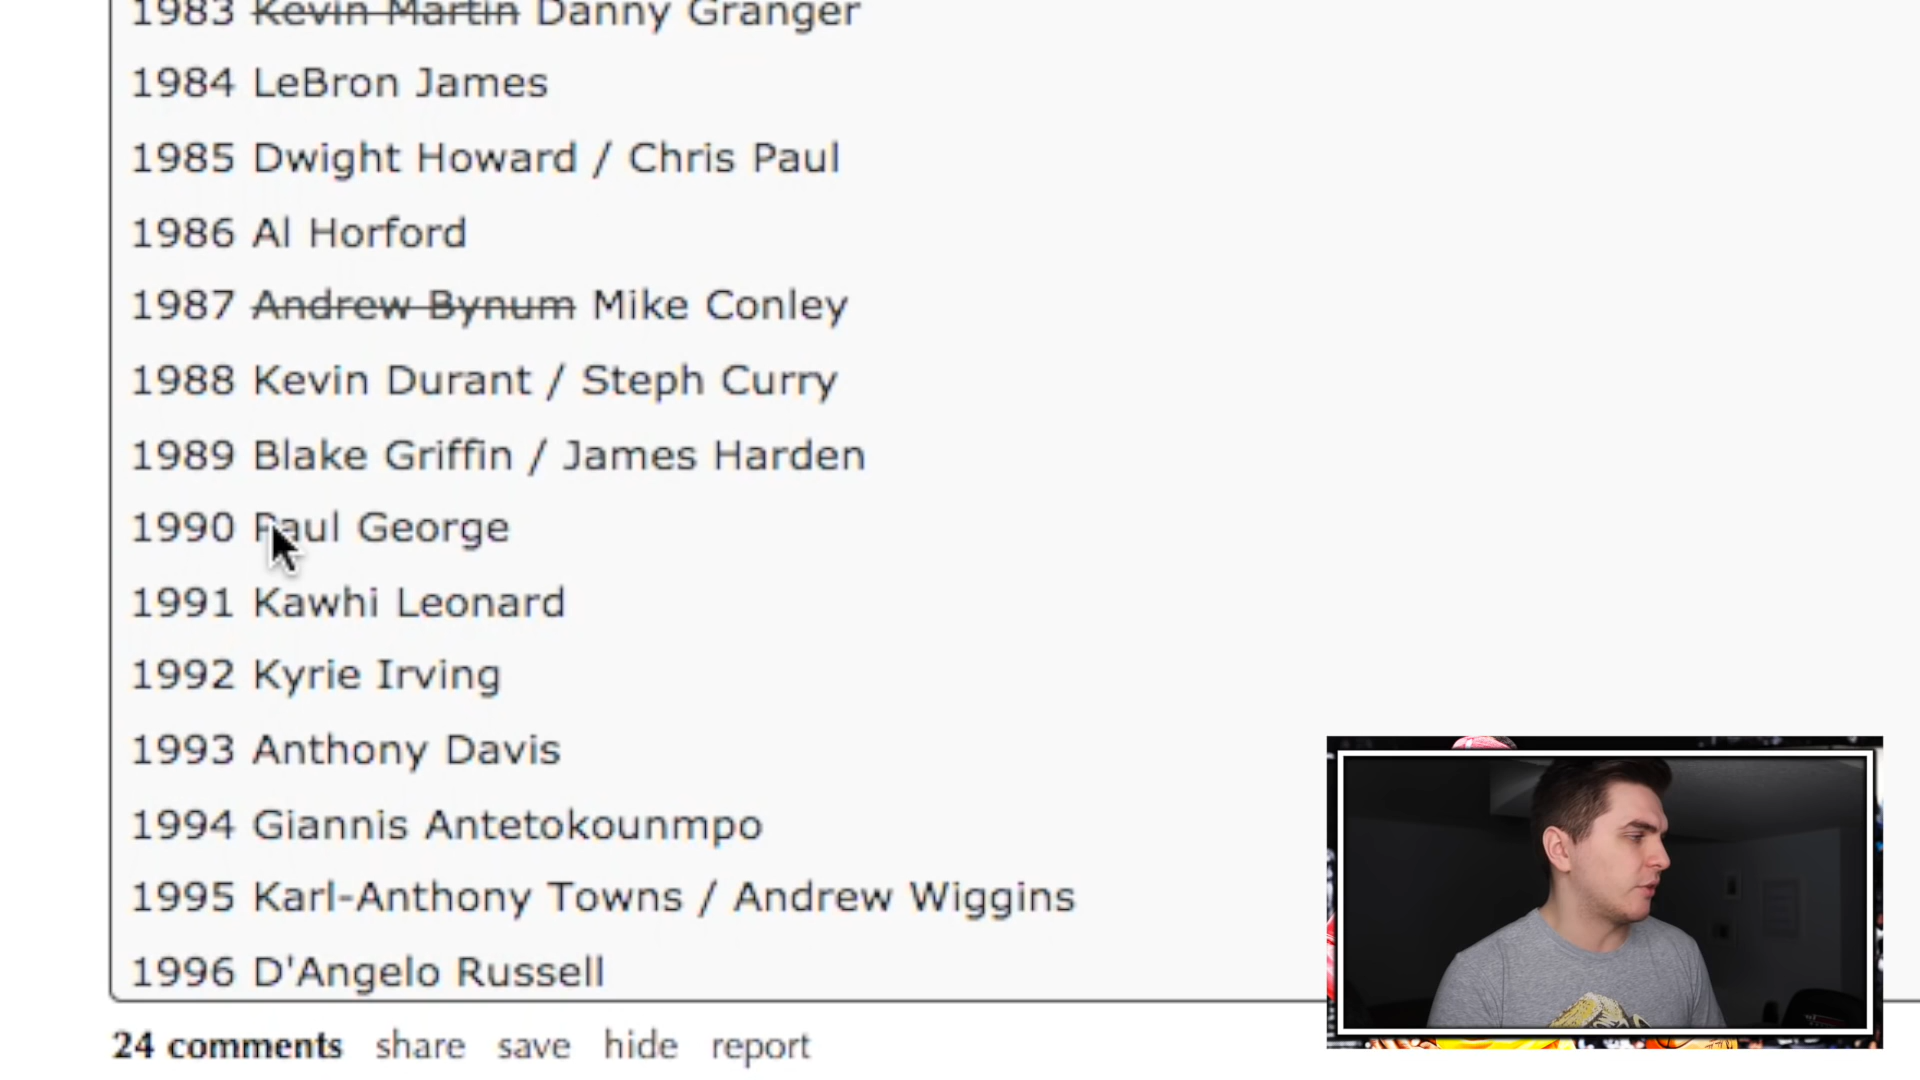 1983 Kevin Martin Danny Granger
1984 LeBron James
1985 Dwight Howard / Chris Paul
1986 Al Horford
1987 Andrew Bynum Mike Conley
1988 Kevin Durant / Steph Curry
1989 Blake Griffin / James Harden
1990 Paul George
1991 Kawhi Leonard
1992 Kyrie Irving
1993 Anthony Davis
1994 Giannis Antetokounmpo
1995 Karl-Anthony Towns / Andrew Wiggins
1996 D'Angelo Russell
24 comments share save hide report